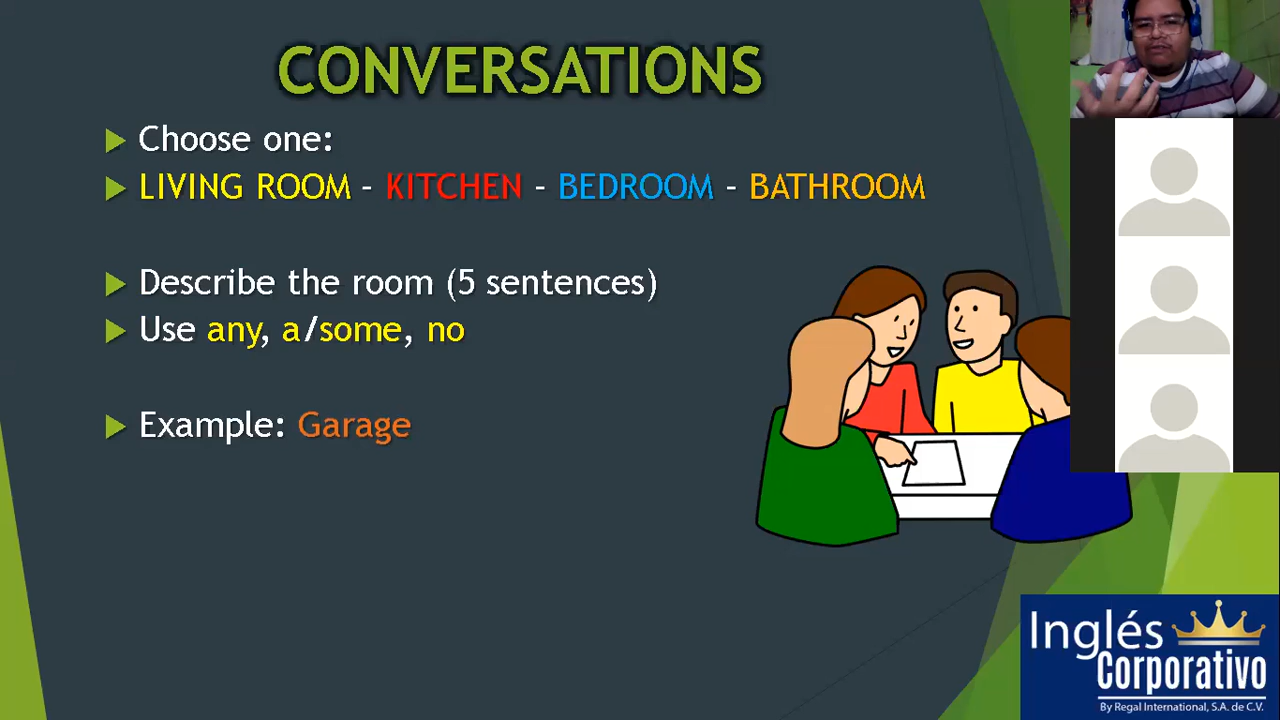 CONVERSATIONS
Choose one:
LIVING ROOM - KITCHEN - BEDROOM - BATHROOM
Describe the room (5 sentences)
Use any, a/some, no
Example: Garage
Inglés
Corporativo
By Regal International, S.A. de C.V.